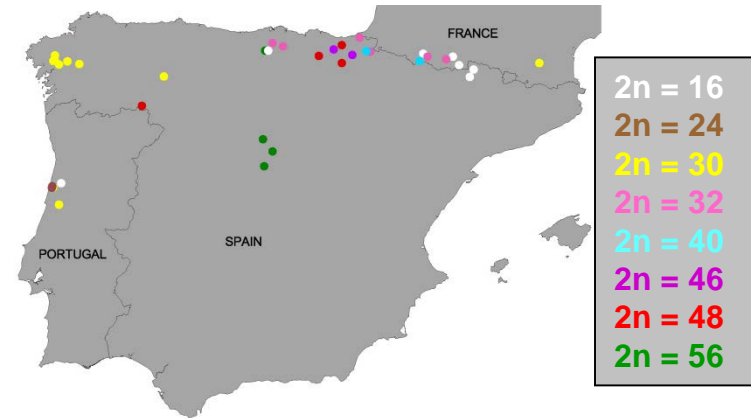 FRANCE
SPAIN
PORTUGAL
2n = 16
2n = 24
2n = 30
2n = 32
2n = 40
2n = 46
2n = 48
2n = 56